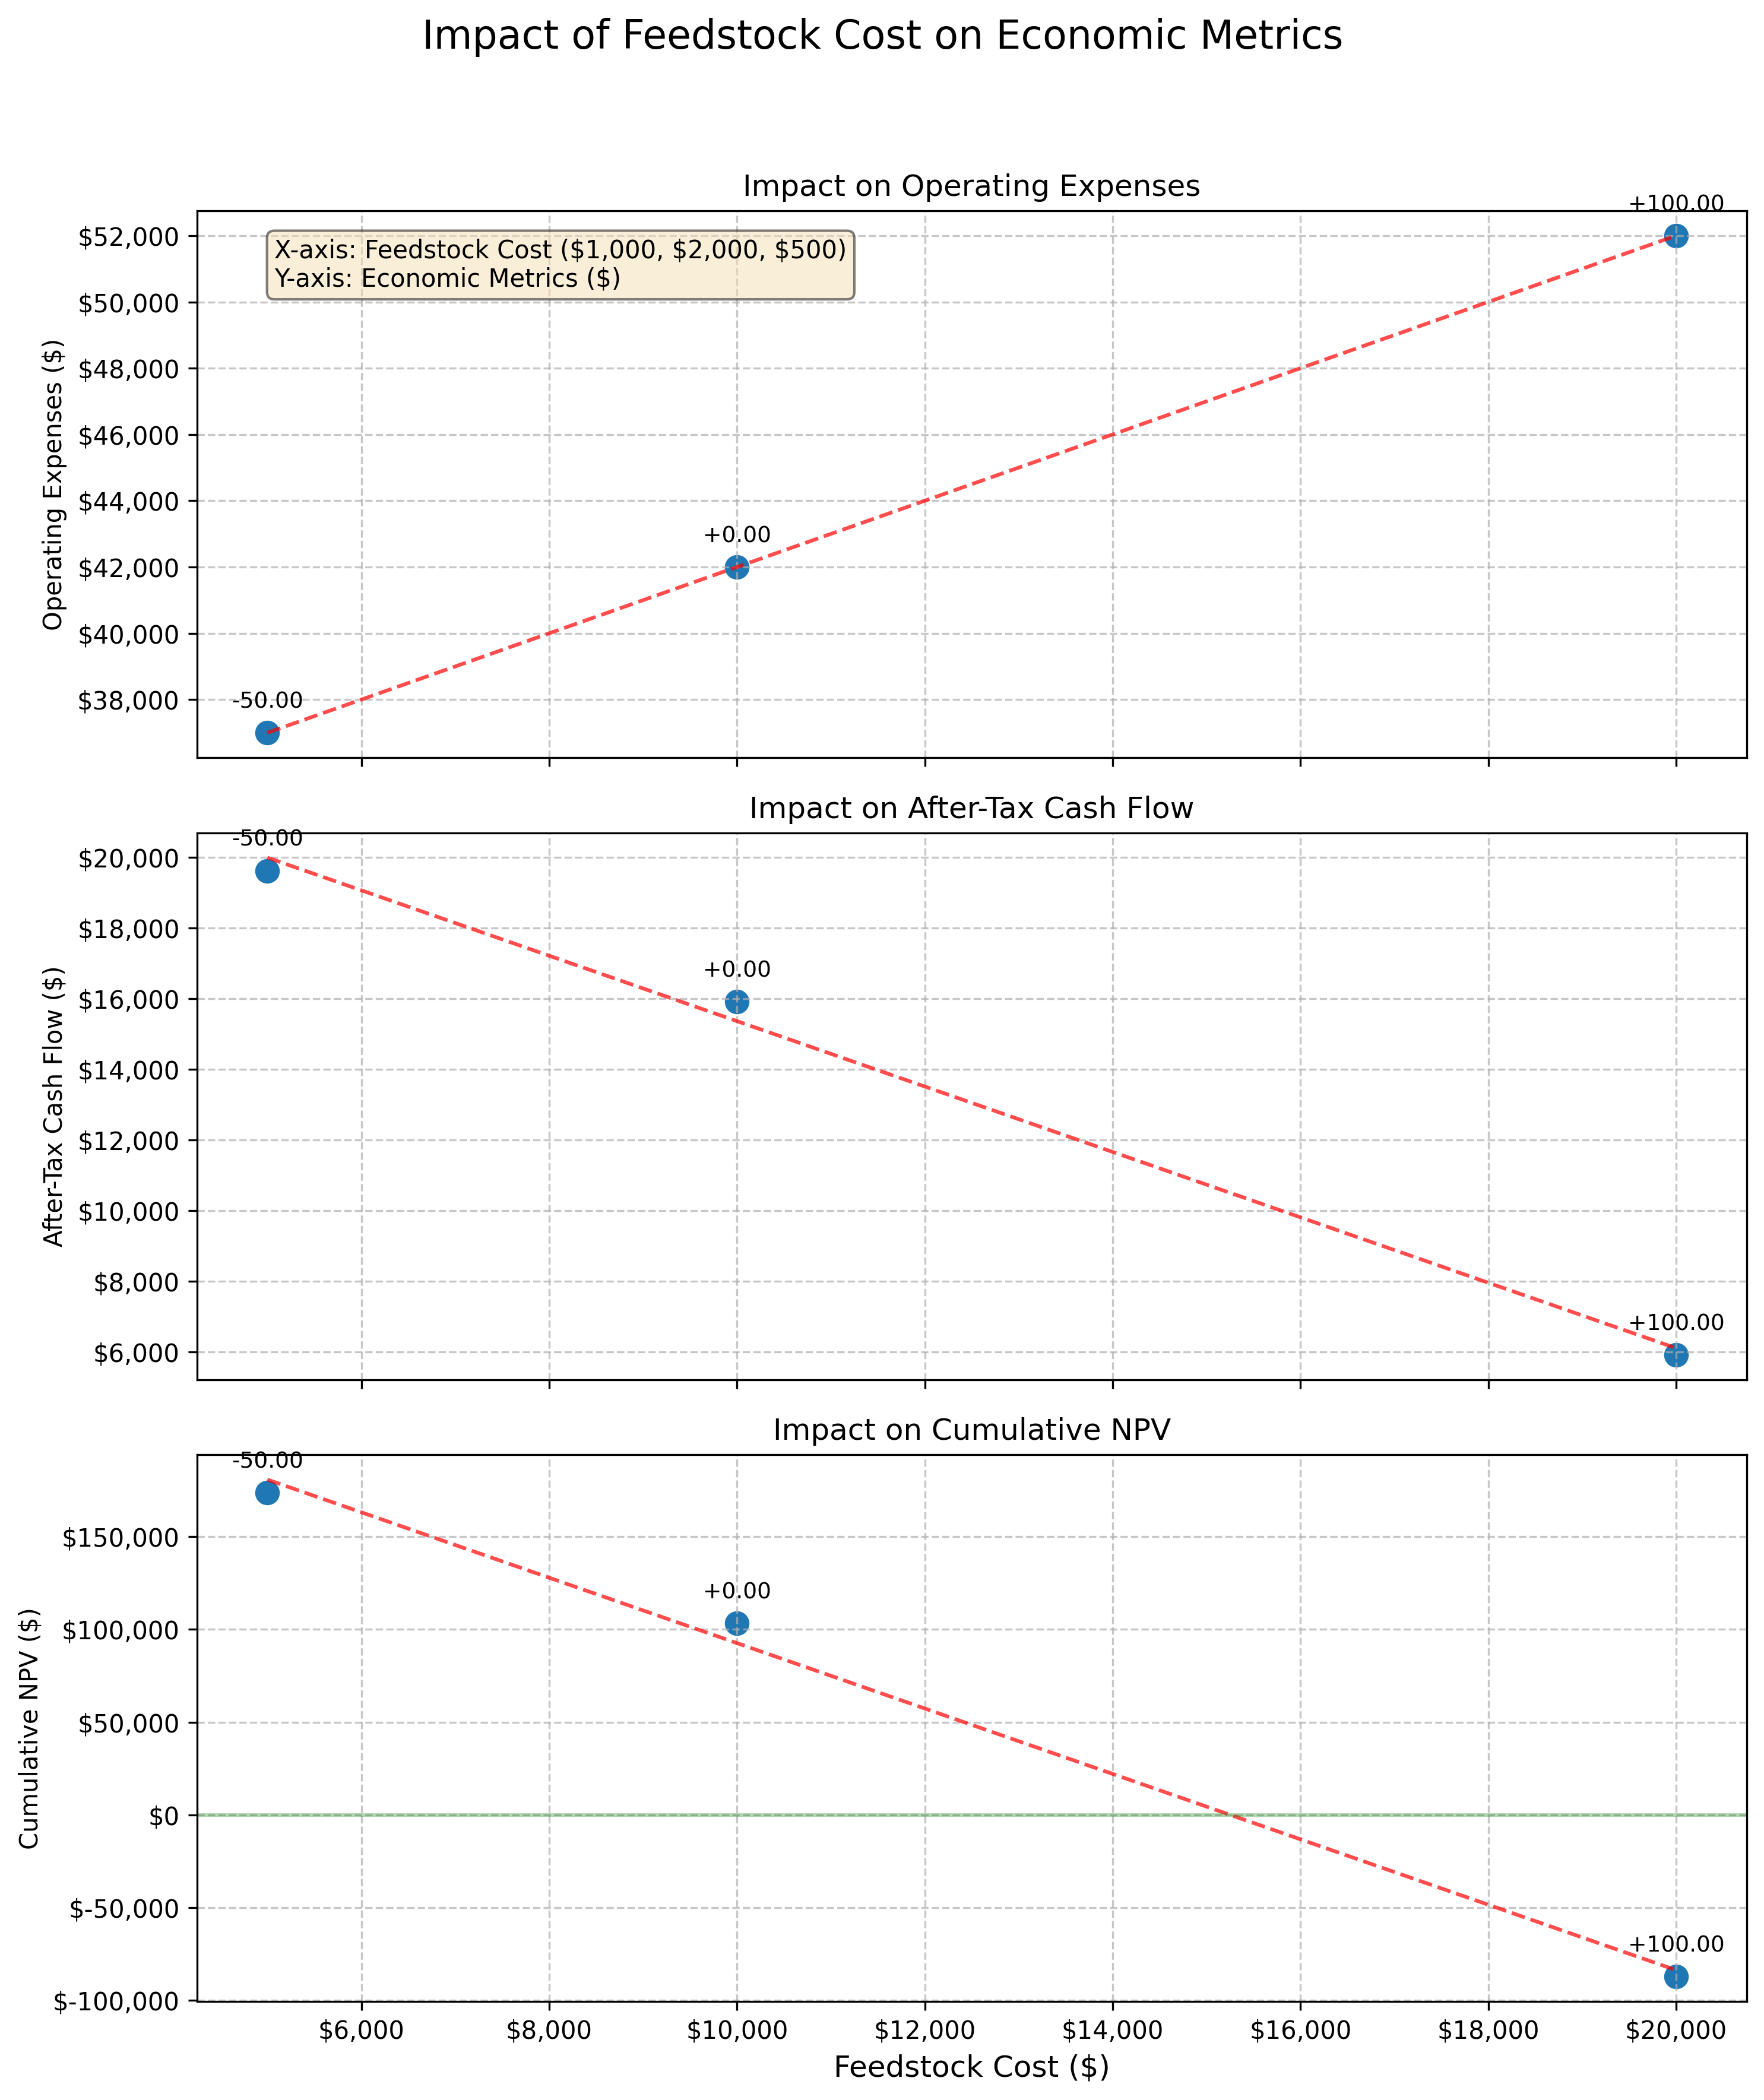 Impact of Feedstock Cost on Economic Metrics
Impact on Operating Expenses
+100.00
$52,000
X-axis: Feedstock Cost ($1,000, $2,000, $500)
Y-axis: Economic Metrics ($)
$50,000
$48,000
$46,000
$44,000
+0.00
$42,000
$40,000
$38,000
-50.00
Operating Expenses ($)
Impact on After-Tax Cash Flow
-50.00
$20,000
$18,000
+0.00
$16,000
$14,000
$12,000
$10,000
$8,000
+100.00
$6,000
After-Tax Cash Flow ($)
Impact on Cumulative NPV
-50.00
$150,000
+0.00
$100,000
$50,000
$0
$-50,000
+100.00
$-100,000
Cumulative NPV ($)
$6,000 $8,000 $10,000 $12,000 $14,000 $16,000 $18,000 $20,000
Feedstock Cost ($)